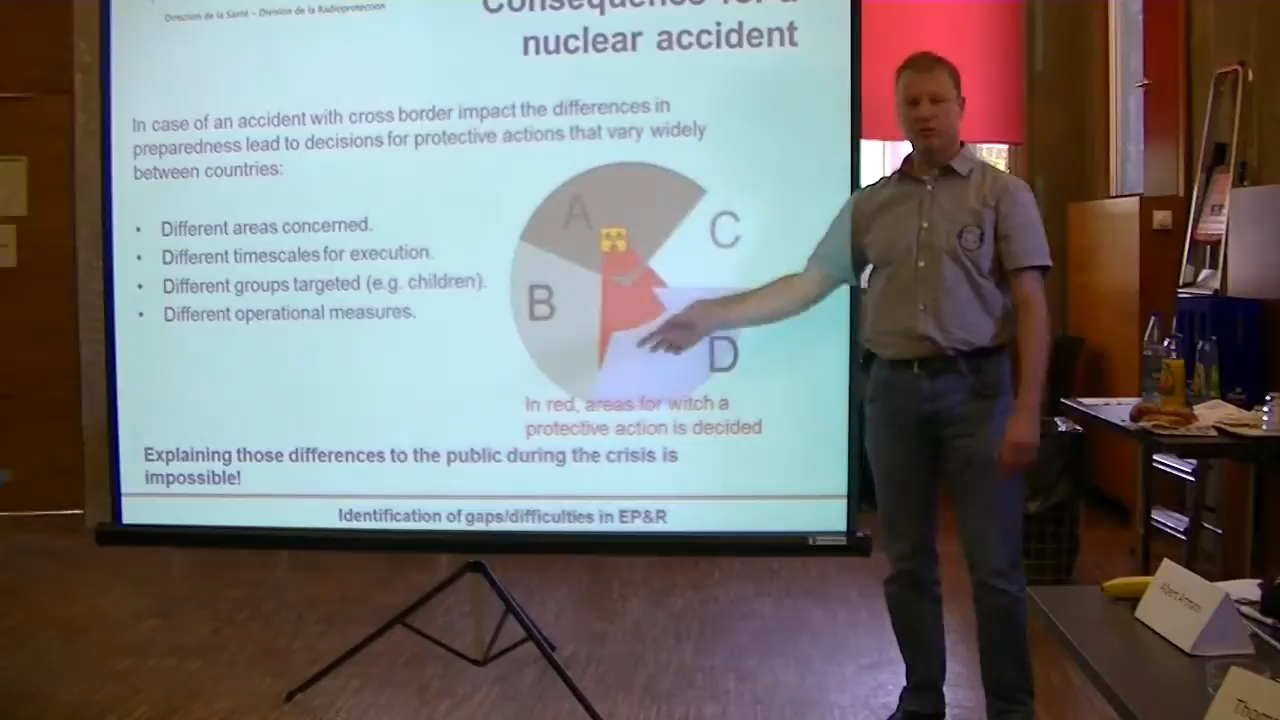 Direction de la Santé – Division de la Radioprotection
Consequence for a
nuclear accident
In case of an accident with cross border impact the differences in
preparedness lead to decisions for protective actions that vary widely
between countries:
• Different areas concerned.
• Different timescales for execution.
• Different groups targeted (e.g. children).
• Different operational measures.
A
B
C
D
In red, areas for witch a
protective action is decided
Explaining those differences to the public during the crisis is
impossible!
Identification of gaps/difficulties in EP&R
Albert